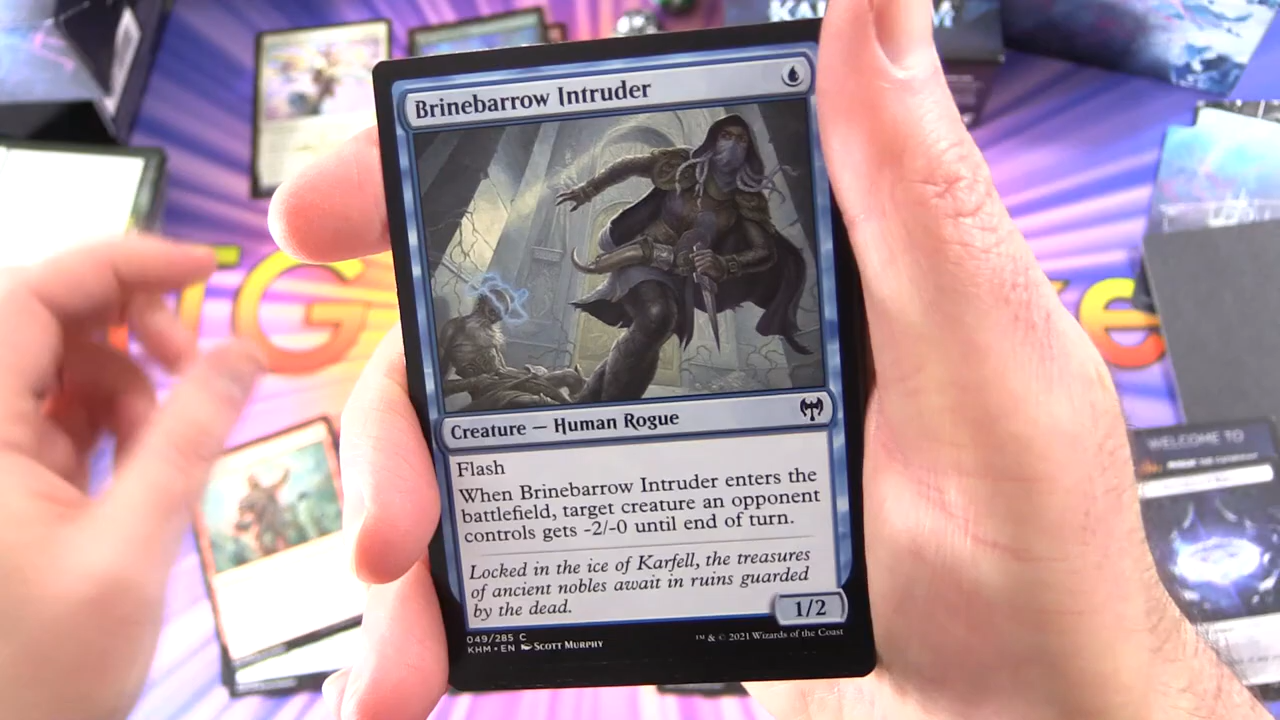 Brinebarrow Intruder
Creature — Human Rogue
Flash
When Brinebarrow Intruder enters the
battlefield, target creature an opponent
controls gets -2/-0 until end of turn.
Locked in the ice of Karfell, the treasures
of ancient nobles await in ruins guarded
by the dead.
1/2
049/285 C
KHM • EN Scott Murphy
™ & © 2021 Wizards of the Coast
TG
WELCOME TO